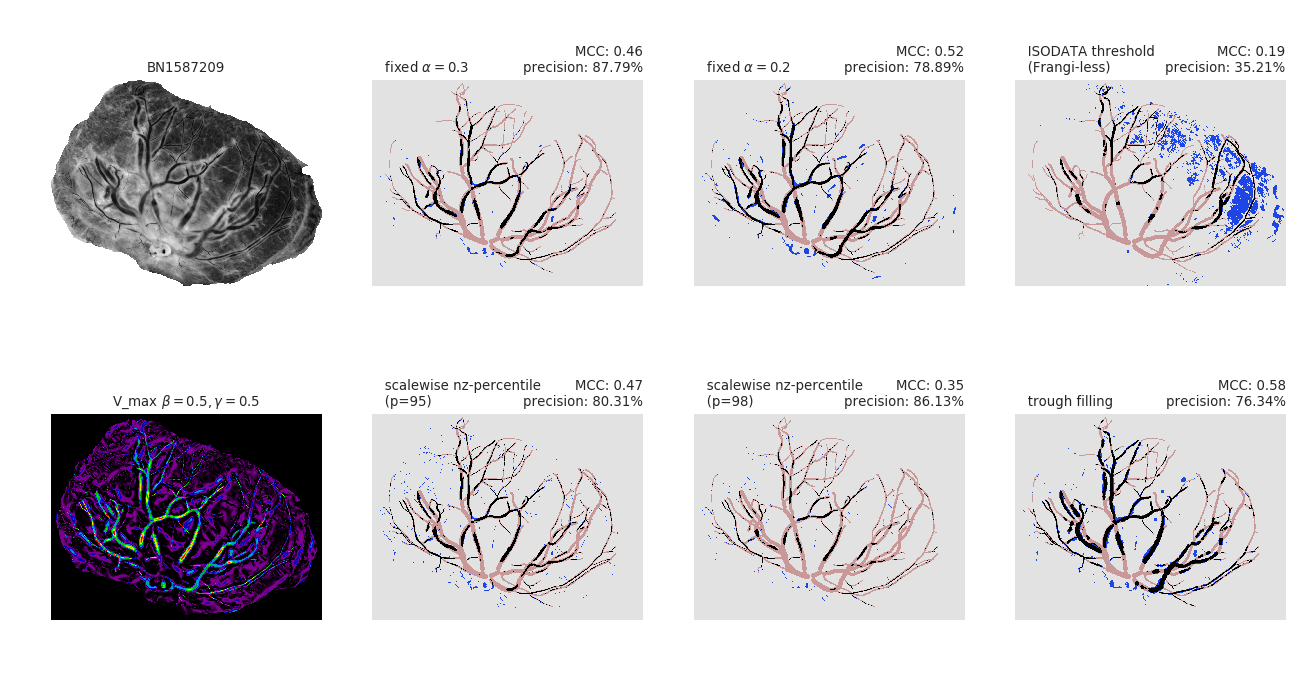 BN1587209
MCC: 0.46
fixed α = 0.3 precision: 87.79%
MCC: 0.52
fixed α = 0.2 precision: 78.89%
ISODATA threshold MCC: 0.19
(Frangi-less) precision: 35.21%
V_max β = 0.5, γ = 0.5
scalewise nz-percentile MCC: 0.47
(p=95) precision: 80.31%
scalewise nz-percentile MCC: 0.35
(p=98) precision: 86.13%
MCC: 0.58
trough filling precision: 76.34%